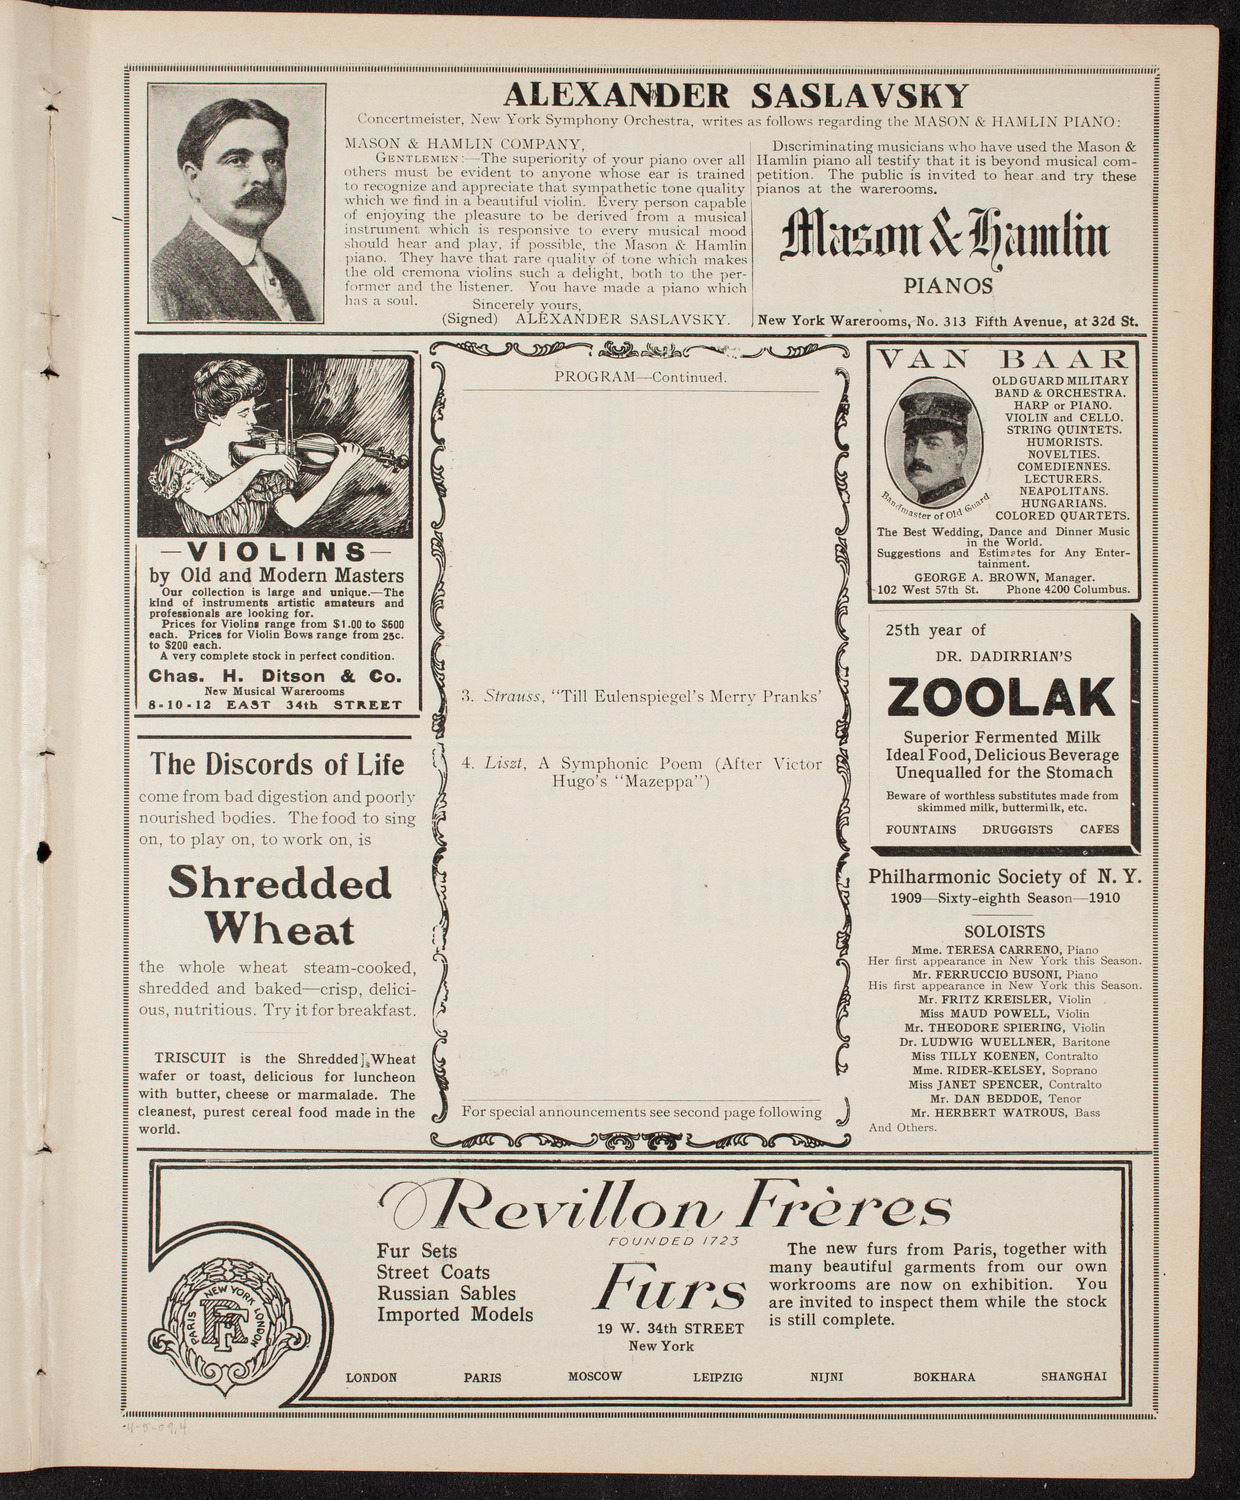 ALEXANDER SASLAVSKY
Concertmeister, New York Symphony Orchestra, writes as follows regarding the MASON & HAMLIN PIANO:
MASON & HAMLIN COMPANY,
GENTLEMEN:—The superiority of your piano over all
others must be evident to anyone whose ear is trained
to recognize and appreciate that sympathetic tone quality
which we find in a beautiful violin. Every person capable
of enjoying the pleasure to be derived from a musical
instrument which is responsive to every musical mood
should hear and play, if possible, the Mason & Hamlin
piano. They have that rare quality of tone which makes
the old cremona violins such a delight, both to the per-
former and the listener. You have made a piano which
has a soul. Sincerely yours,
(Signed) ALEXANDER SASLAVSKY.
Discriminating musicians who have used the Mason &
Hamlin piano all testify that it is beyond musical com-
petition. The public is invited to hear and try these
pianos at the warerooms.
Mason & Hamlin
PIANOS
New York Warerooms, No. 313 Fifth Avenue, at 32d St.
—VIOLINS—
by Old and Modern Masters
Our collection is large and unique.—The
kind of instruments artistic amateurs and
professionals are looking for.
Prices for Violins range from $1.00 to $500
each. Prices for Violin Bows range from 25c.
to $200 each.
A very complete stock in perfect condition.
Chas. H. Ditson & Co.
New Musical Warerooms
8-10-12 EAST 34th STREET
The Discords of Life
come from bad digestion and poorly
nourished bodies. The food to sing
on, to play on, to work on, is
Shredded
Wheat
the whole wheat steam-cooked,
shredded and baked—crisp, delici-
ous, nutritious. Try it for breakfast.
TRISCUIT is the Shredded Wheat
wafer or toast, delicious for luncheon
with butter, cheese or marmalade. The
cleanest, purest cereal food made in the
world.
PROGRAM—Continued.
3. Strauss, “Till Eulenspiegel's Merry Pranks’
4. Liszt, A Symphonic Poem (After Victor
Hugo's “Mazeppa”)
For special announcements see second page following
VAN BAAR
OLD GUARD MILITARY
BAND & ORCHESTRA.
HARP or PIANO.
VIOLIN and CELLO.
STRING QUINTETS.
HUMORISTS.
NOVELTIES.
COMEDIENNES.
LECTURERS.
NEAPOLITANS.
HUNGARIANS.
COLORED QUARTETS.
Bandmaster of Old Guard
The Best Wedding, Dance and Dinner Music
in the World.
Suggestions and Estimates for Any Enter-
tainment.
GEORGE A. BROWN, Manager.
102 West 57th St. Phone 4200 Columbus.
25th year of
DR. DADIRRIAN'S
ZOOLAK
Superior Fermented Milk
Ideal Food, Delicious Beverage
Unequalled for the Stomach
Beware of worthless substitutes made from
skimmed milk, buttermilk, etc.
FOUNTAINS DRUGGISTS CAFES
Philharmonic Society of N. Y.
1909—Sixty-eighth Season—1910
SOLOISTS
Mme. TERESA CARRENO, Piano
Her first appearance in New York this Season.
Mr. FERRUCCIO BUSONI, Piano
His first appearance in New York this Season.
Mr. FRITZ KREISLER, Violin
Miss MAUD POWELL, Violin
Mr. THEODORE SPIERING, Violin
Dr. LUDWIG WUELLNER, Baritone
Miss TILLY KOENEN, Contralto
Mme. RIDER-KELSEY, Soprano
Miss JANET SPENCER, Contralto
Mr. DAN BEDDOE, Tenor
Mr. HERBERT WATROUS, Bass
And Others.
Revillon Frères
FOUNDED 1723
Fur Sets
Street Coats
Russian Sables
Imported Models
Furs
19 W. 34th STREET
New York
The new furs from Paris, together with
many beautiful garments from our own
workrooms are now on exhibition. You
are invited to inspect them while the stock
is still complete.
PARIS NEW YORK LONDON
RF
LONDON PARIS MOSCOW LEIPZIG NIJNI BOKHARA SHANGHAI